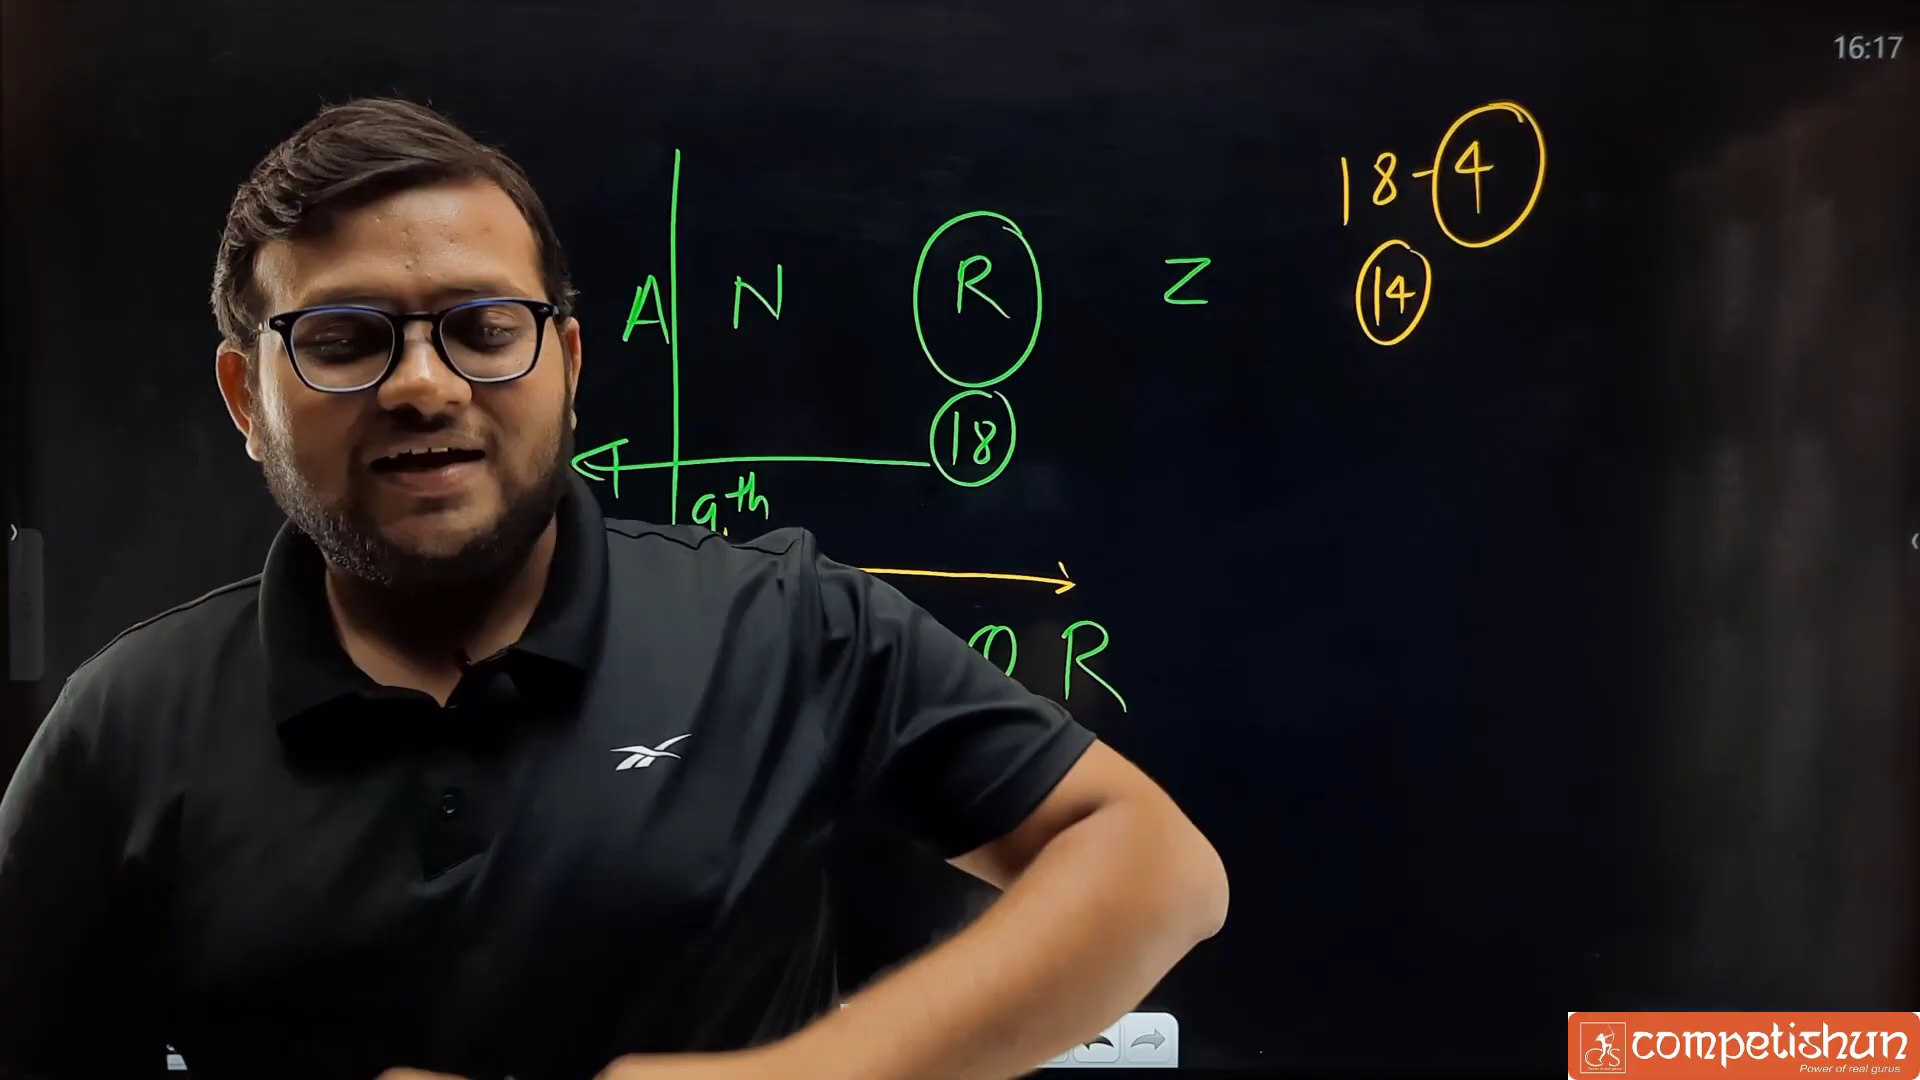 16:17
18-4
14
A N R Z
18
9th
O R
competishun
Power of real gurus